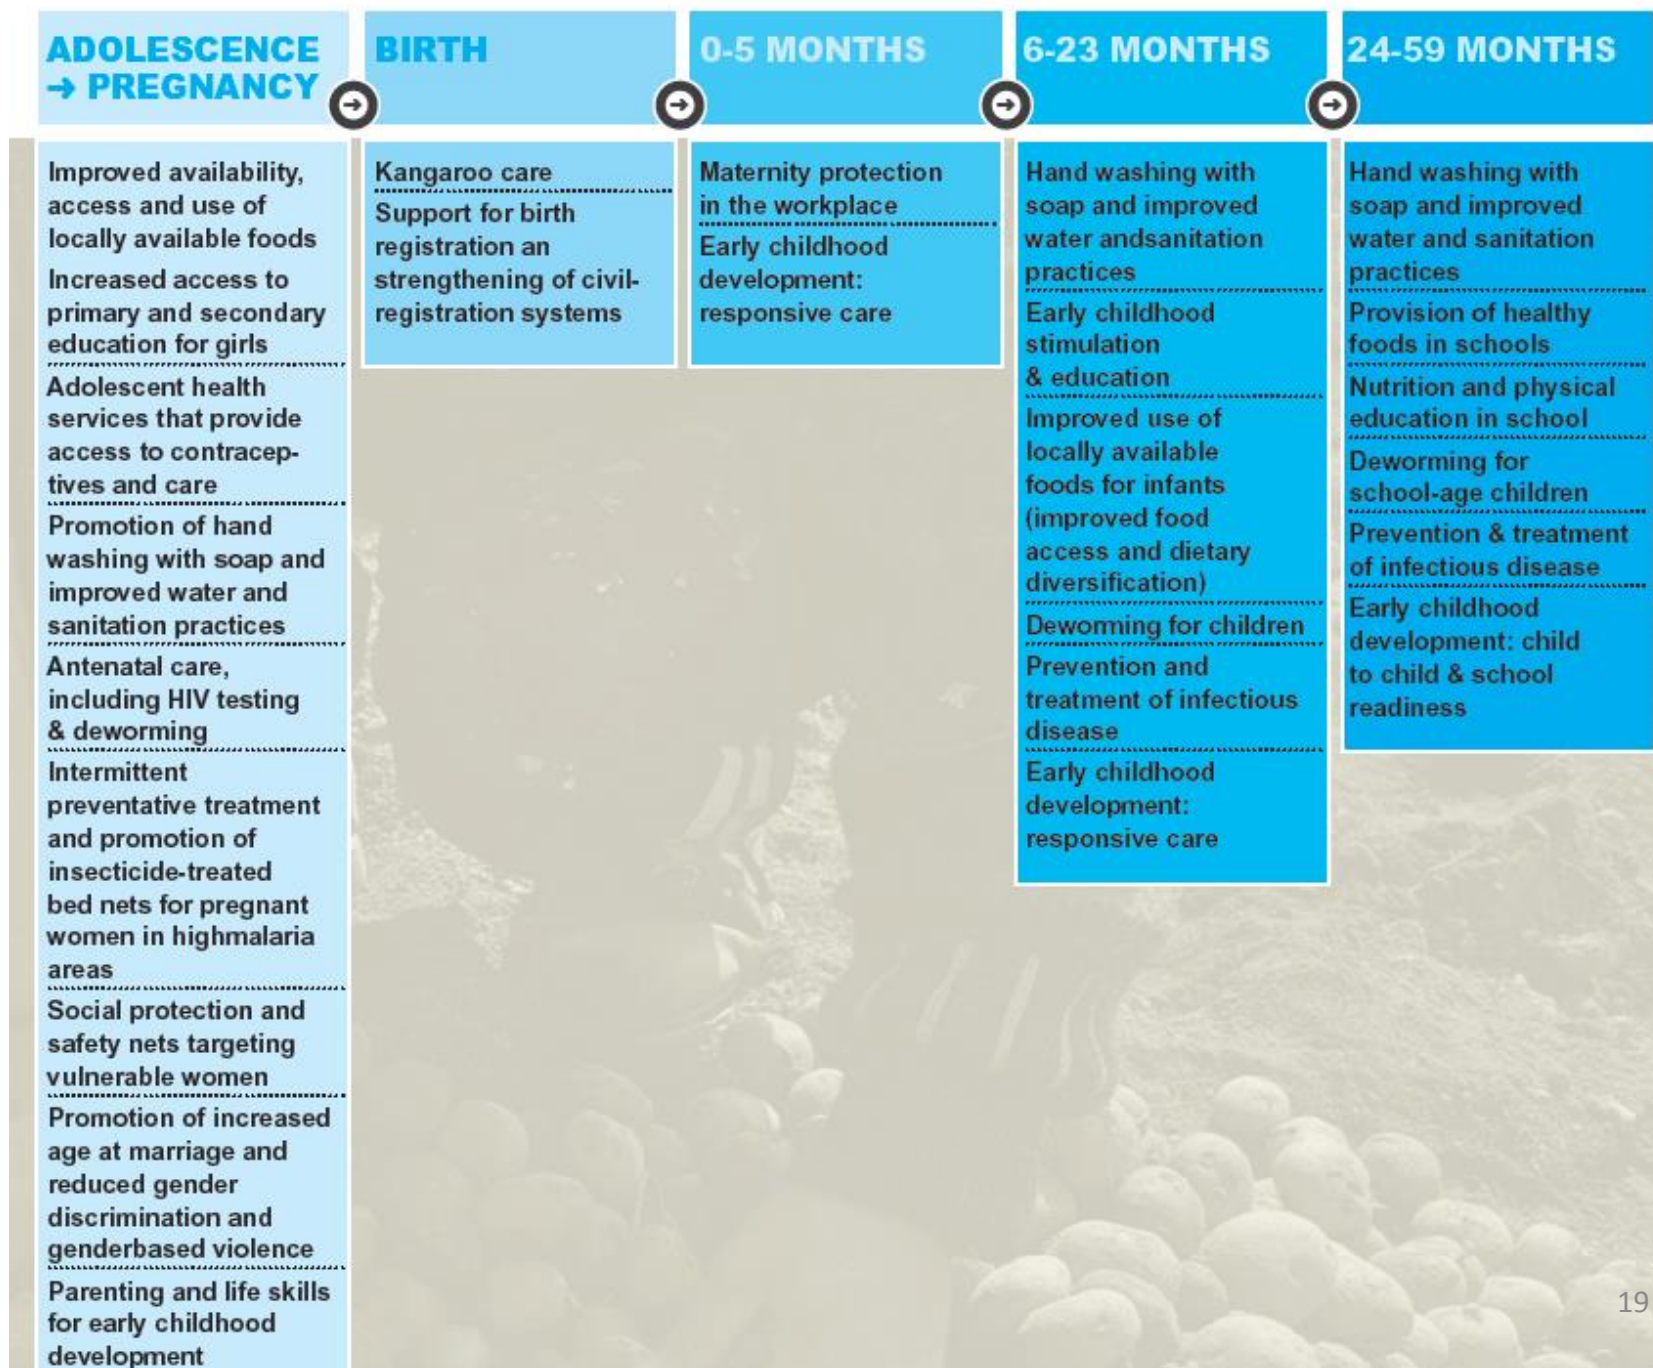 ADOLESCENCE
→ PREGNANCY
Improved availability,
access and use of
locally available foods
Increased access to
primary and secondary
education for girls
Adolescent health
services that provide
access to contracep-
tives and care
Promotion of hand
washing with soap and
improved water and
sanitation practices
Antenatal care,
including HIV testing
& deworming
Intermittent
preventative treatment
and promotion of
insecticide-treated
bed nets for pregnant
women in highmalaria
areas
Social protection and
safety nets targeting
vulnerable women
Promotion of increased
age at marriage and
reduced gender
discrimination and
genderbased violence
Parenting and life skills
for early childhood
development
BIRTH
Kangaroo care
Support for birth
registration an
strengthening of civil-
registration systems
0-5 MONTHS
Maternity protection
in the workplace
Early childhood
development:
responsive care
6-23 MONTHS
Hand washing with
soap and improved
water andsanitation
practices
Early childhood
stimulation
& education
Improved use of
locally available
foods for infants
(improved food
access and dietary
diversification)
Deworming for children
Prevention and
treatment of infectious
disease
Early childhood
development:
responsive care
24-59 MONTHS
Hand washing with
soap and improved
water and sanitation
practices
Provision of healthy
foods in schools
Nutrition and physical
education in school
Deworming for
school-age children
Prevention & treatment
of infectious disease
Early childhood
development: child
to child & school
readiness
19